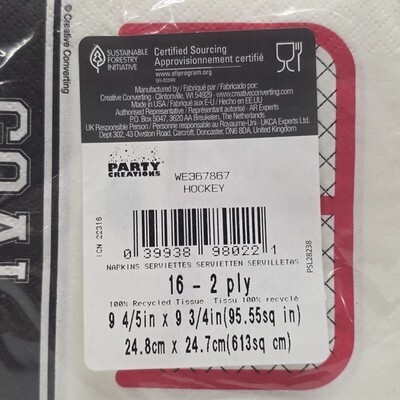 © Creative Converting
SUSTAINABLE
FORESTRY
INITIATIVE
Certified Sourcing
Approvisionnement certifié
www.sfiprogram.org
SFI-01290
Manufactured by / Fabriqué par / Fabricado por:
Creative Converting - Clintonville, WI 54929 - www.creativeconverting.com
Made in USA / Fabriqué aux E-U / Hecho en EE.UU
Authorised Representative / Représentant autorisé - AR Experts
P.O. Box 5047, 3620 AA Breukelen, The Netherlands
UK Responsible Person / Personne responsable au Royaume-Uni - UKCA Experts Ltd.
Dept 302, 43 Owston Road, Carcroft, Doncaster, DN6 8DA, United Kingdom
PARTY
CREATIONS
WE367867
HOCKEY
ICN 22316
0 39938 98022 1
PSL28238
NAPKINS SERVIETTES SERVIETTEN SERVILLETAS
16 - 2 ply
100% Recycled Tissue Tissu 100% recyclé
9 4/5in x 9 3/4in(95.55sq in)
24.8cm x 24.7cm(613sq cm)